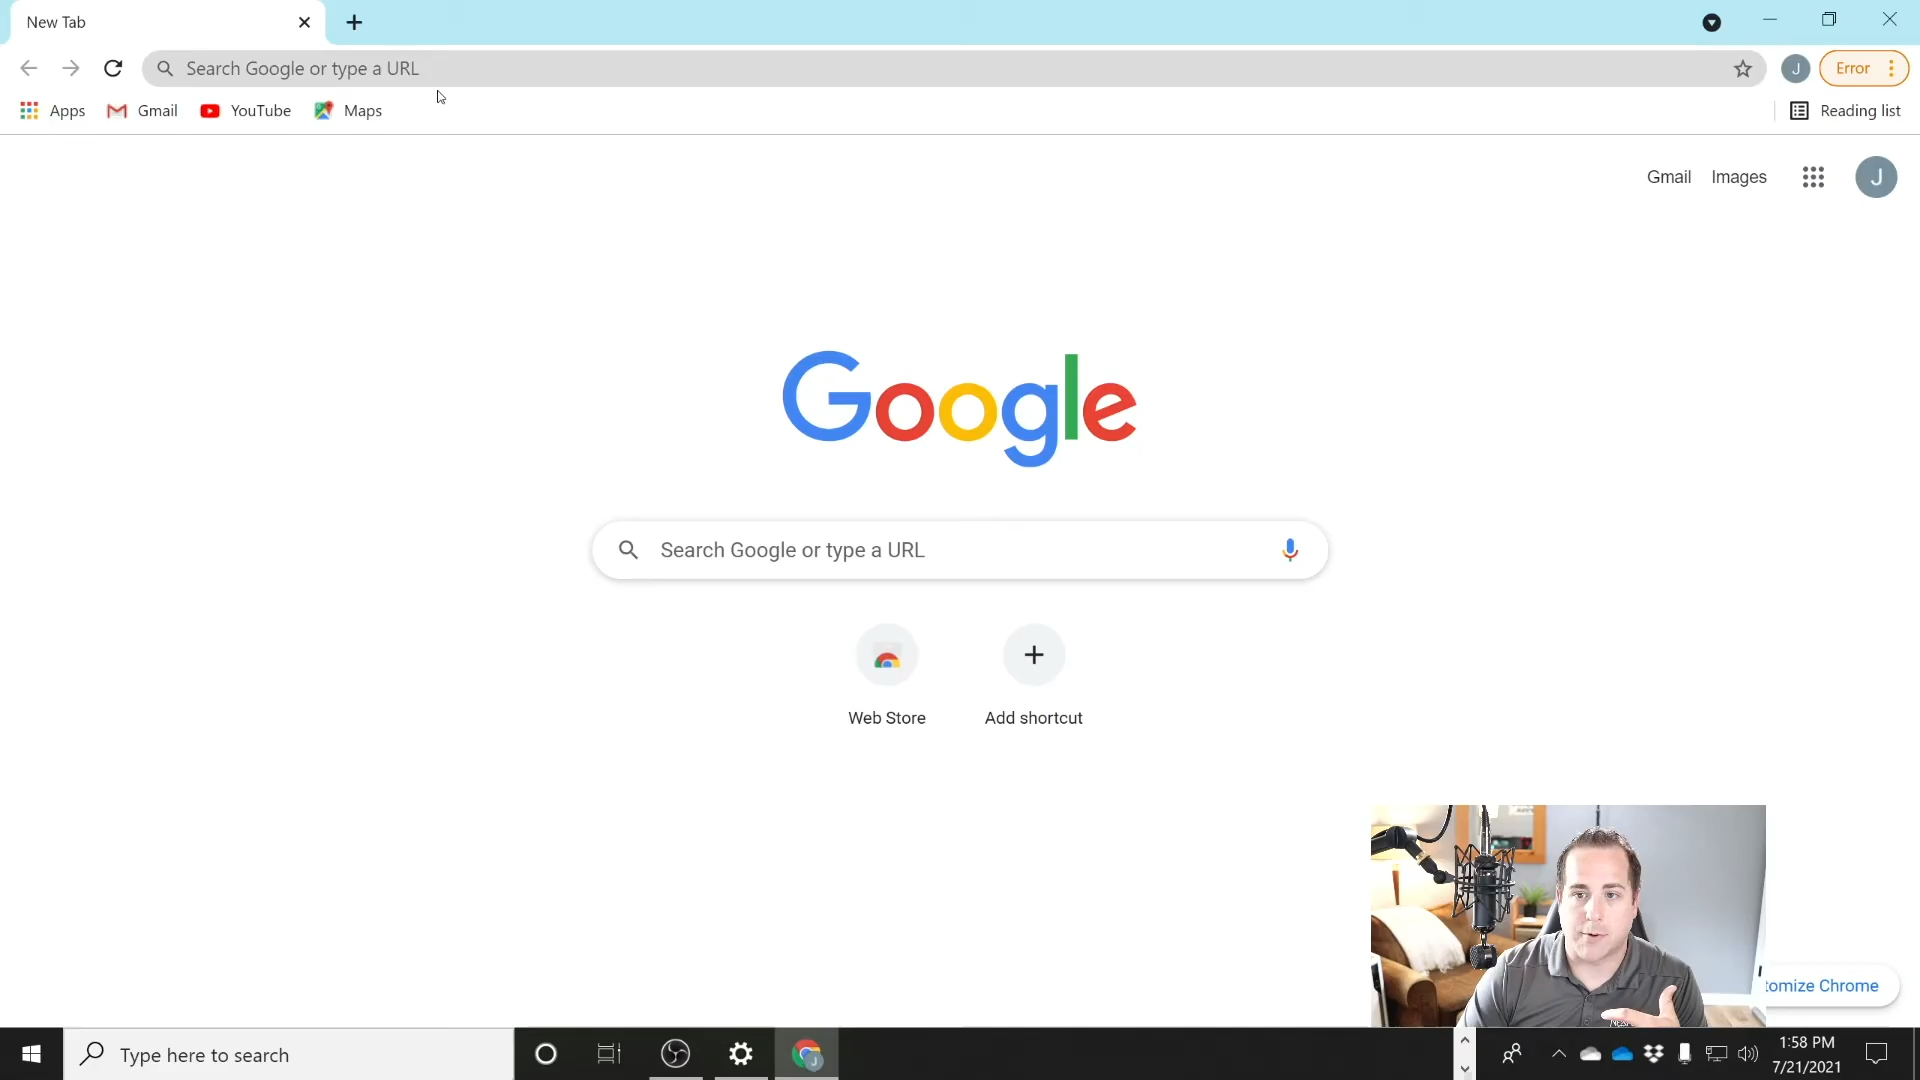 New Tab
Search Google or type a URL
J
Error
Apps
Gmail
YouTube
Maps
Reading list
Gmail
Images
J
Google
Search Google or type a URL
Web Store
Add shortcut
tomize Chrome
Type here to search
J
1:58 PM
7/21/2021